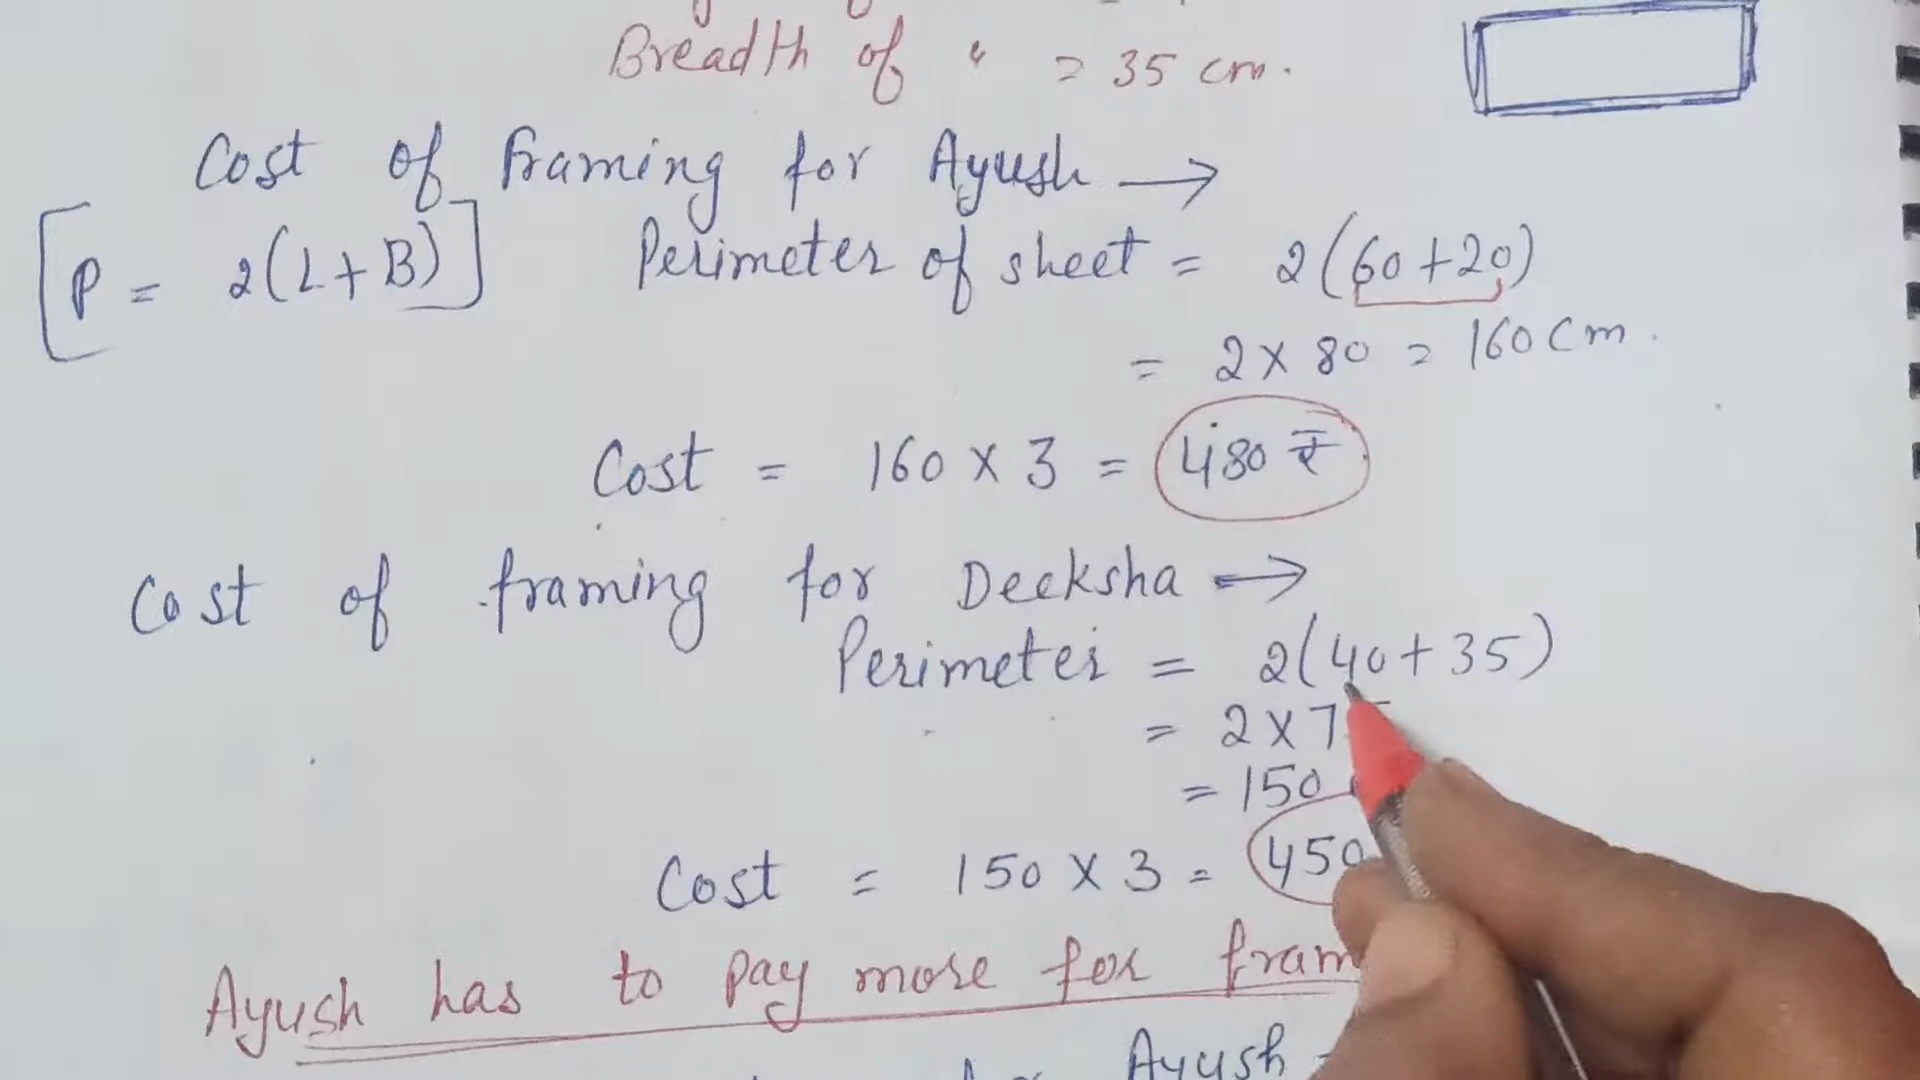 Breadth of " = 35 cm.
Cost of framing for Ayush →
[P = 2(L+B)] Perimeter of sheet = 2(60+20)
= 2 × 80 = 160 cm.
Cost = 160 × 3 = 480 ₹
Cost of framing for Deeksha →
Perimeter = 2(40+35)
= 2 × 7
= 150
Cost = 150 × 3 = 450
Ayush has to pay more for fram
Ayush